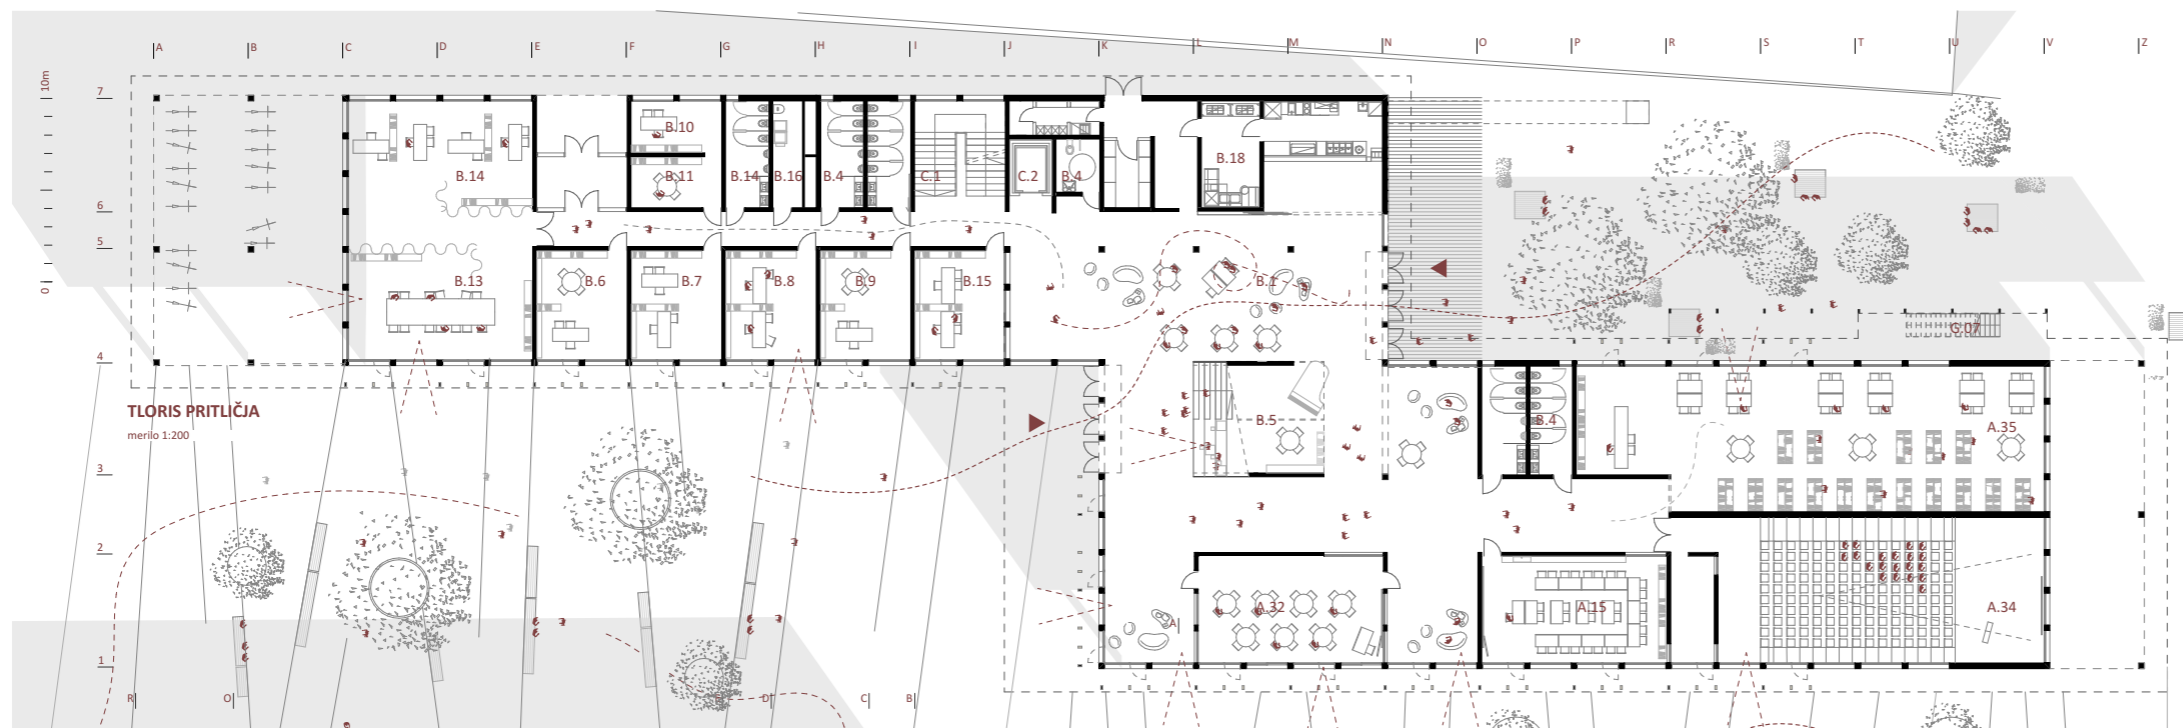 A B C D E F G H I J K L M N O P R S T U V Z
10m
0
7
6
5
4
3
2
1
B.10
B.14 B.11 B.14 B.16 B.4 C.1 C.2 B.4 B.18
B.13 B.6 B.7 B.8 B.9 B.15 B.1
G.07
TLORIS PRITLIČJA
merilo 1:200
B.5 B.4 A.35
A.32 A.15 A.34
A
R O E D C B